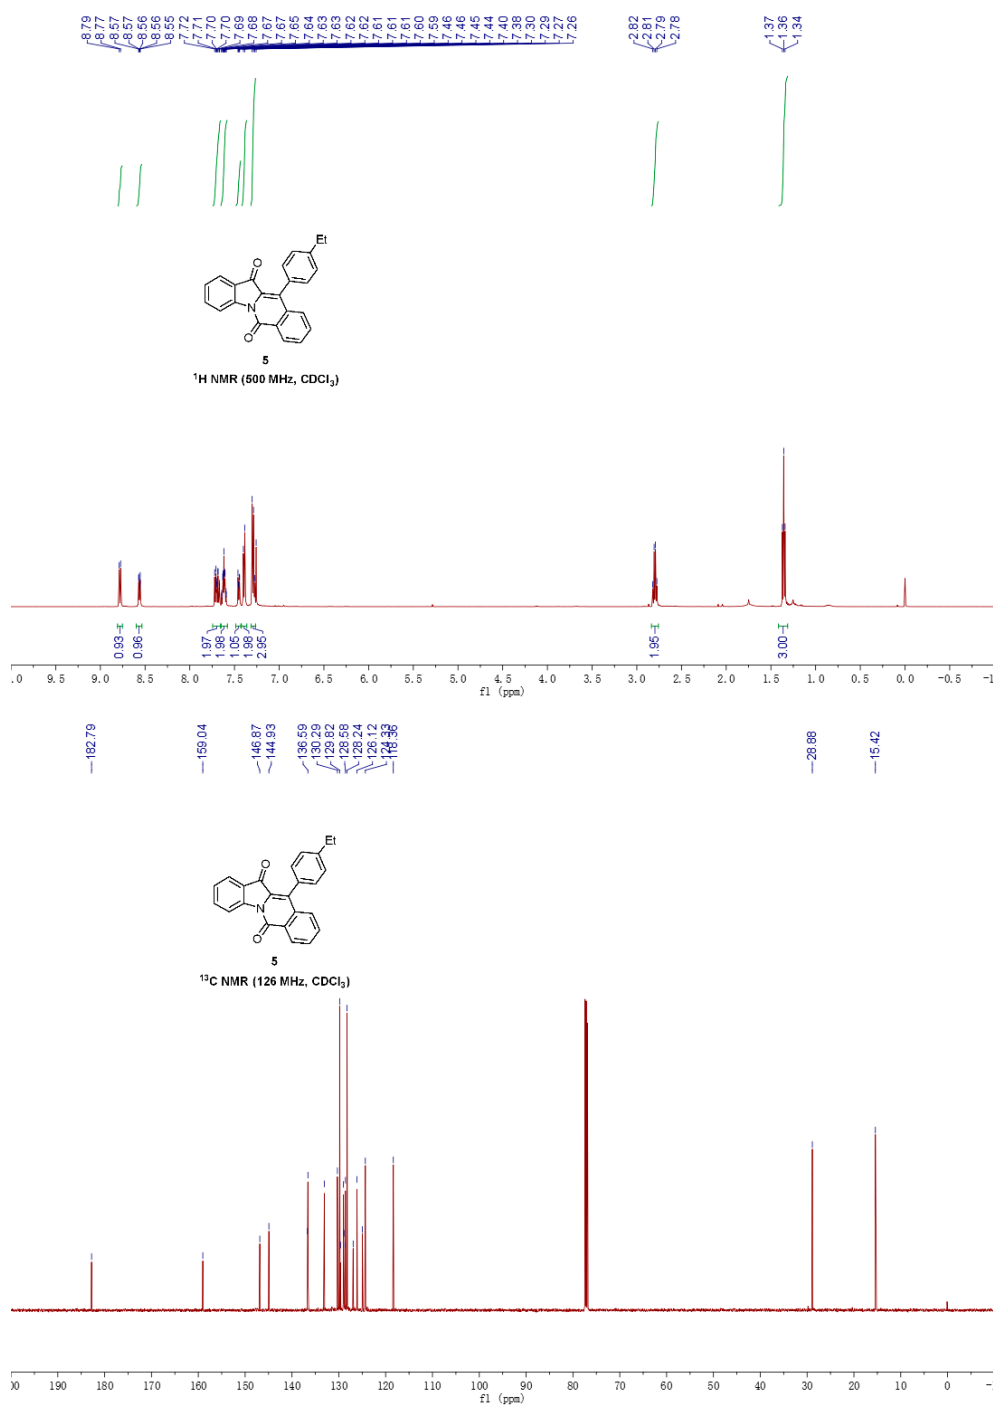 8.79 8.77 8.57 8.57 8.56 8.56 8.55 7.72 7.71 7.70 7.70 7.69 7.68 7.67 7.67 7.65 7.64 7.63 7.63 7.62 7.62 7.61 7.61 7.61 7.60 7.59 7.46 7.46 7.45 7.44 7.40 7.38 7.30 7.29 7.27 7.26 2.82 2.81 2.79 2.78 1.37 1.36 1.34
Et
O
N
O
5
¹H NMR (500 MHz, CDCl₃)
0.93 0.96 1.97 1.98 1.05 1.98 2.95 1.95 3.00
.0 9.5 9.0 8.5 8.0 7.5 7.0 6.5 6.0 5.5 5.0 4.5 4.0 3.5 3.0 2.5 2.0 1.5 1.0 0.5 0.0 -0.5 -1
f1 (ppm)
182.79 159.04 146.87 144.93 136.59 130.29 129.82 128.58 128.24 126.12 124.33 118.36 28.88 15.42
Et
O
N
O
5
¹³C NMR (126 MHz, CDCl₃)
00 190 180 170 160 150 140 130 120 110 100 90 80 70 60 50 40 30 20 10 0 -
f1 (ppm)